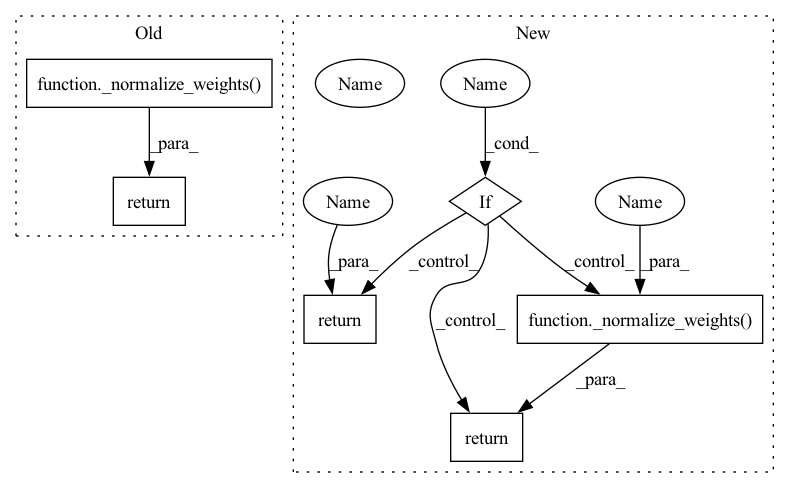 Old
New
function._normalize_weights()
Name
Name
_para_
_cond_
return
Name
If
Name
_para_
_control_
_control_
_para_
return
_control_
function._normalize_weights()
_para_
return